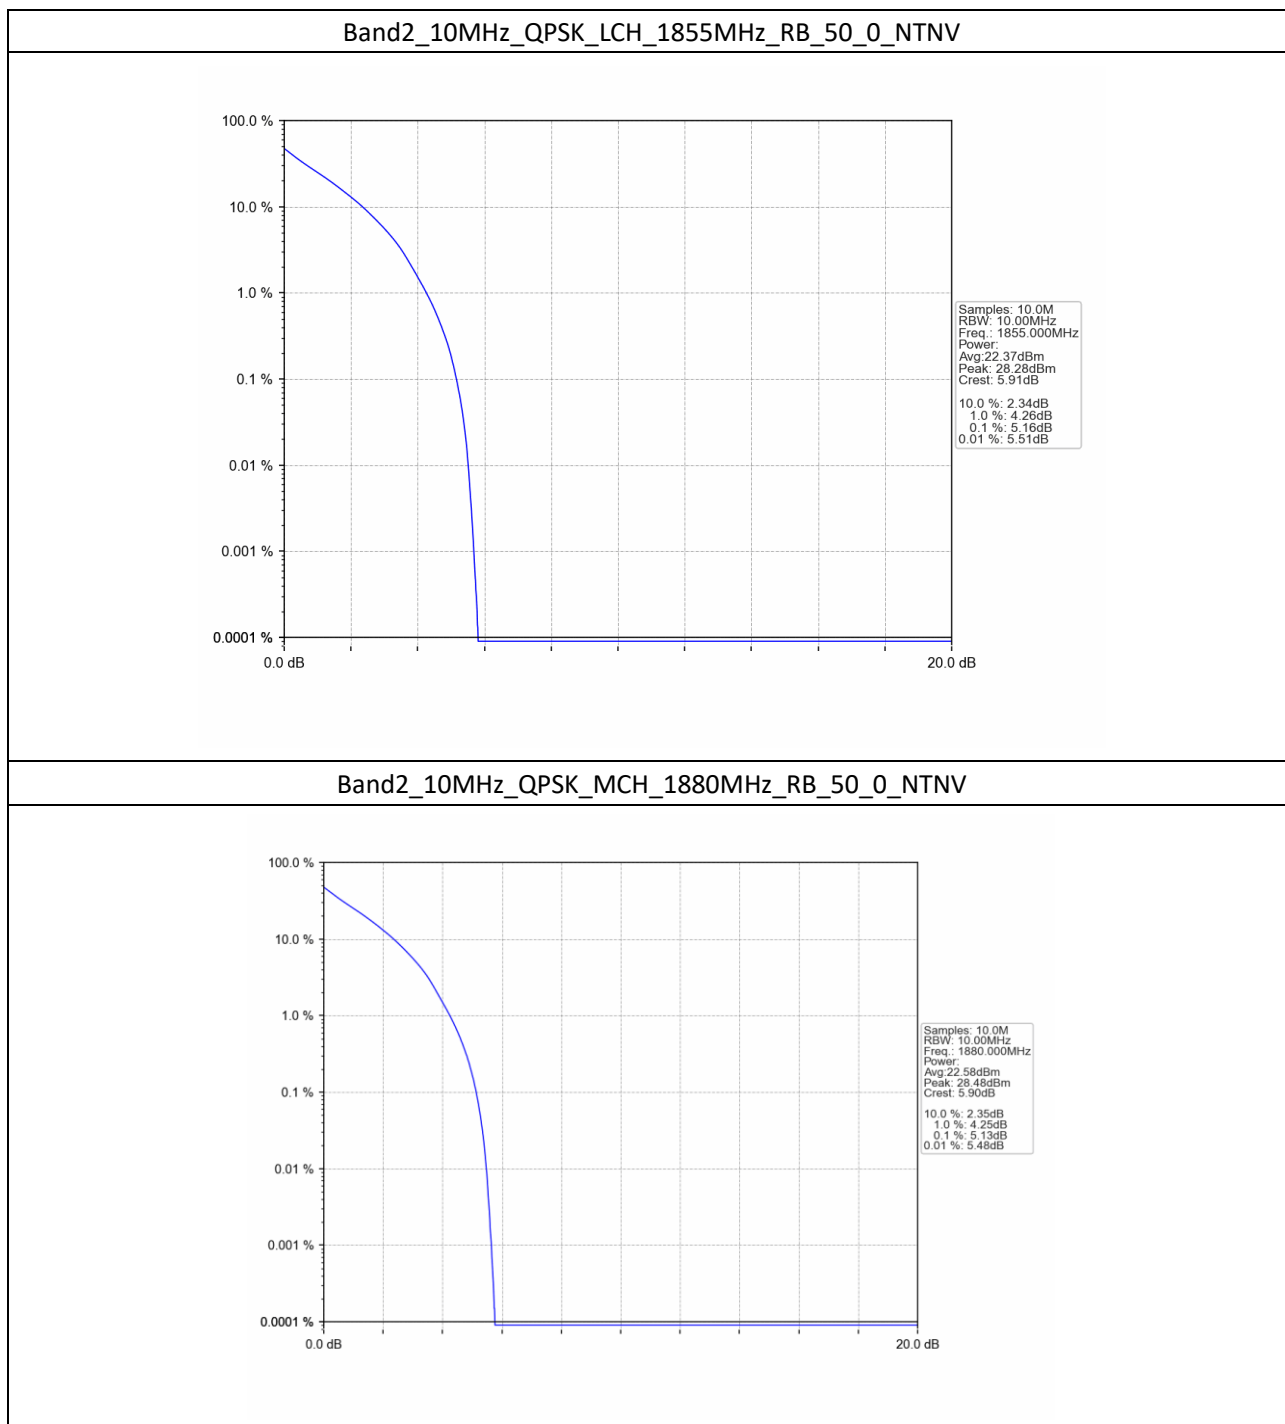 Band2_10MHz_QPSK_LCH_1855MHz_RB_50_0_NTNV
100.0 %
10.0 %
1.0 %
0.1 %
0.01 %
0.001 %
0.0001 %
0.0 dB
20.0 dB
Samples: 10.0M
RBW: 10.00MHz
Freq.: 1855.000MHz
Power:
Avg:22.37dBm
Peak: 28.28dBm
Crest: 5.91dB
10.0 %: 2.34dB
1.0 %: 4.26dB
0.1 %: 5.16dB
0.01 %: 5.51dB
Band2_10MHz_QPSK_MCH_1880MHz_RB_50_0_NTNV
100.0 %
10.0 %
1.0 %
0.1 %
0.01 %
0.001 %
0.0001 %
0.0 dB
20.0 dB
Samples: 10.0M
RBW: 10.00MHz
Freq.: 1880.000MHz
Power:
Avg:22.58dBm
Peak: 28.48dBm
Crest: 5.90dB
10.0 %: 2.35dB
1.0 %: 4.25dB
0.1 %: 5.13dB
0.01 %: 5.48dB